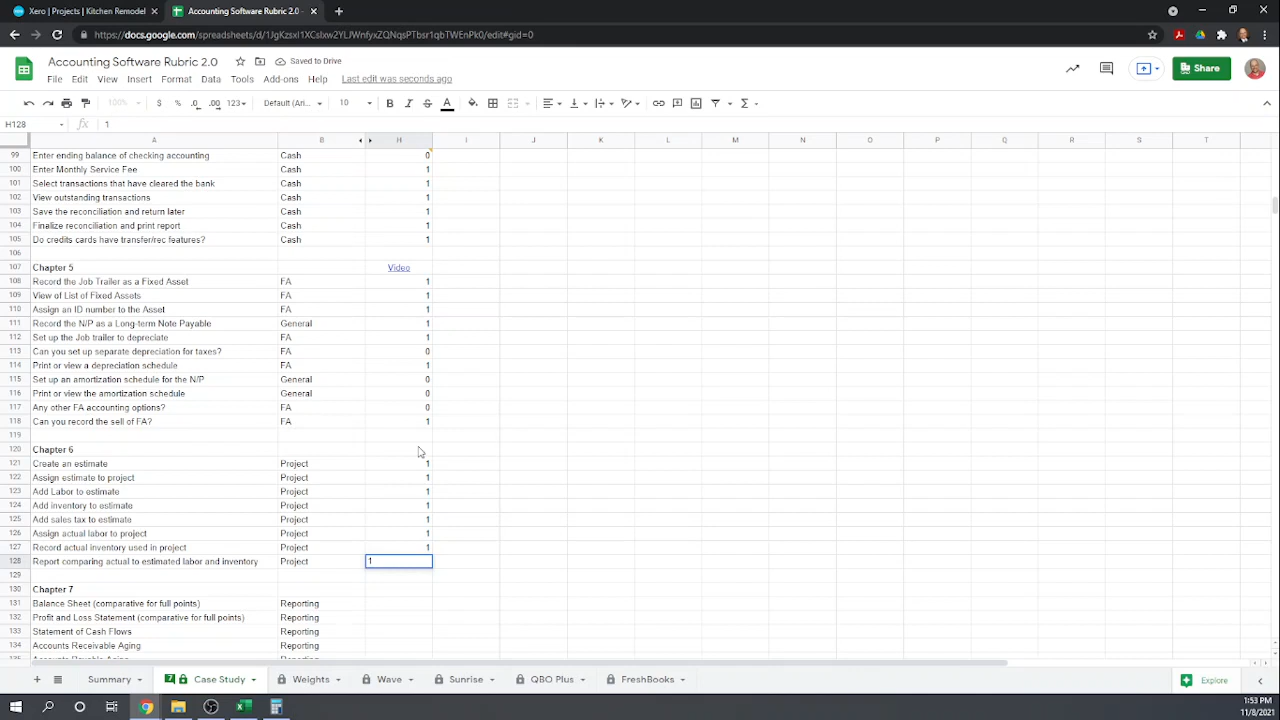 Xero | Projects | Kitchen Remodel
Accounting Software Rubric 2.0 -
Accounting Software Rubric 2.0
Saved to Drive
File Edit View Insert Format Data Tools Add-ons Help Last edit was seconds ago
Share
100% $ % .0 .00 123 Default (Ari... 10 B I S A
H128 fx 1
A B H I J K L M N O P Q R S T
99 Enter ending balance of checking accounting Cash 0
100 Enter Monthly Service Fee Cash 1
101 Select transactions that have cleared the bank Cash 1
102 View outstanding transactions Cash 1
103 Save the reconciliation and return later Cash 1
104 Finalize reconciliation and print report Cash 1
105 Do credits cards have transfer/rec features? Cash 1
106
107 Chapter 5 Video
108 Record the Job Trailer as a Fixed Asset FA 1
109 View of List of Fixed Assets FA 1
110 Assign an ID number to the Asset FA 1
111 Record the N/P as a Long-term Note Payable General 1
112 Set up the Job trailer to depreciate FA 1
113 Can you set up separate depreciation for taxes? FA 0
114 Print or view a depreciation schedule FA 1
115 Set up an amortization schedule for the N/P General 0
116 Print or view the amortization schedule General 0
117 Any other FA accounting options? FA 0
118 Can you record the sell of FA? FA 1
119
120 Chapter 6
121 Create an estimate Project 1
122 Assign estimate to project Project 1
123 Add Labor to estimate Project 1
124 Add inventory to estimate Project 1
125 Add sales tax to estimate Project 1
126 Assign actual labor to project Project 1
127 Record actual inventory used in project Project 1
128 Report comparing actual to estimated labor and inventory Project 1
129
130 Chapter 7
131 Balance Sheet (comparative for full points) Reporting
132 Profit and Loss Statement (comparative for full points) Reporting
133 Statement of Cash Flows Reporting
134 Accounts Receivable Aging Reporting
Summary 7 Case Study Weights Wave Sunrise QBO Plus FreshBooks Explore
1:53 PM
11/8/2021